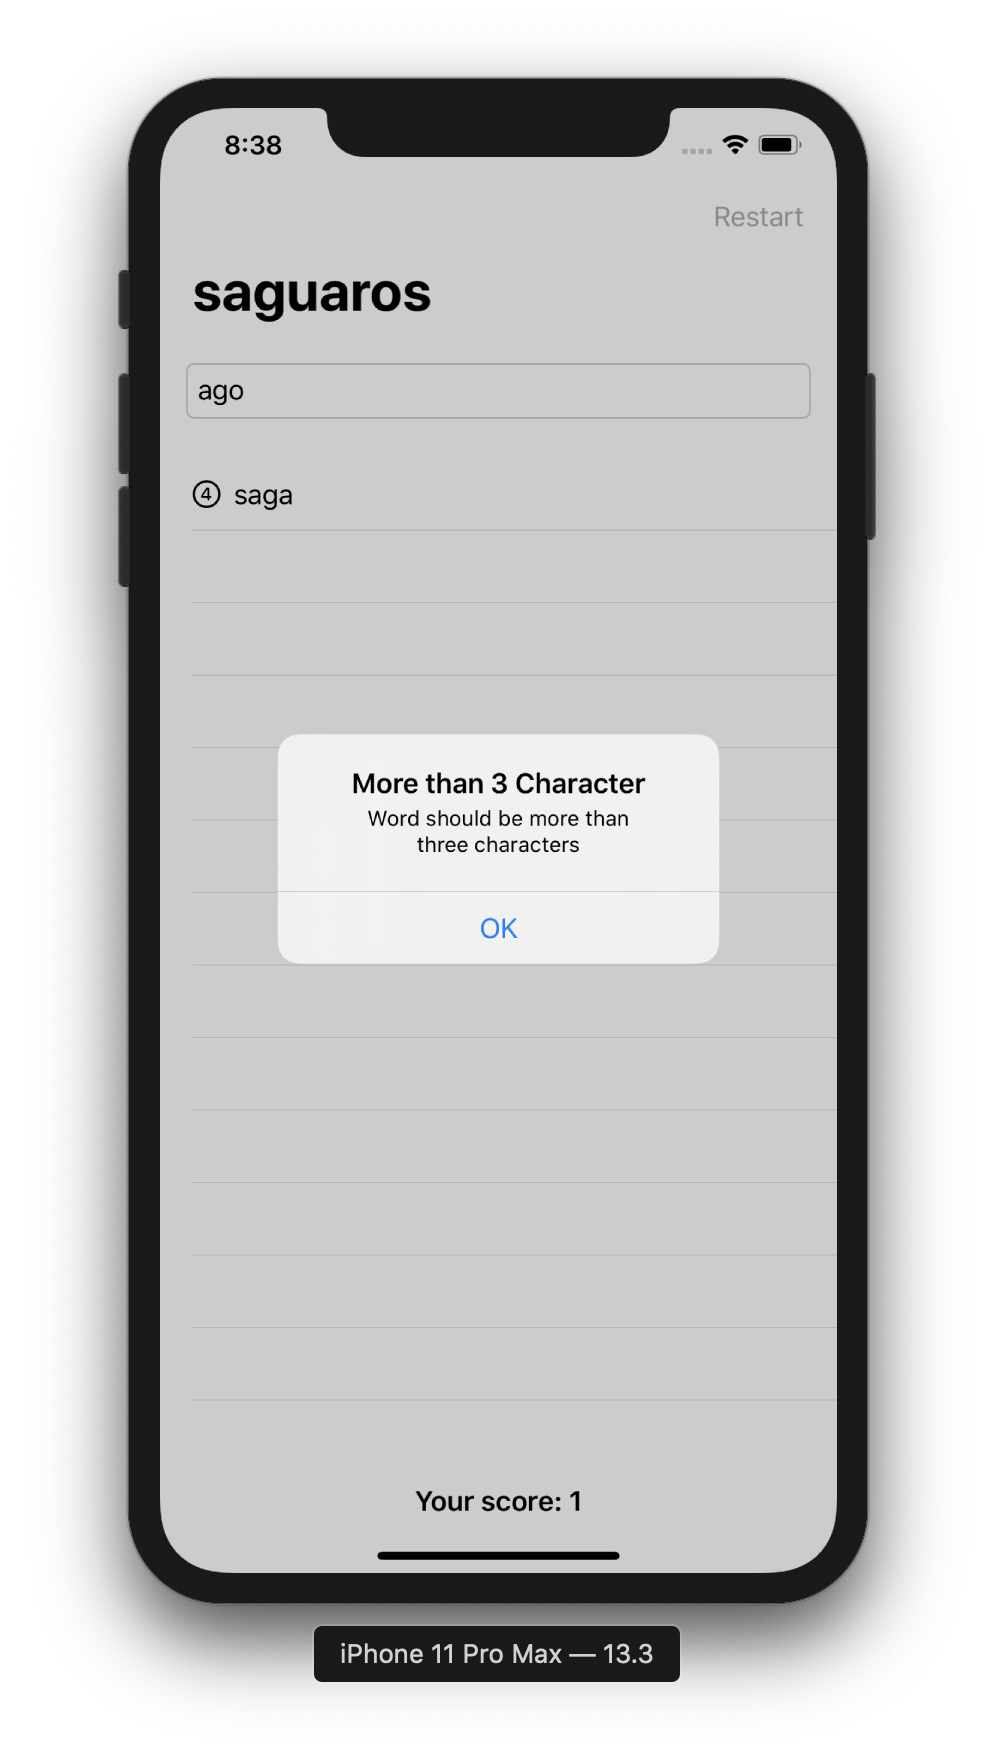 8:38
Restart
saguaros
ago
4 saga
More than 3 Character
Word should be more than
three characters
OK
Your score: 1
iPhone 11 Pro Max — 13.3